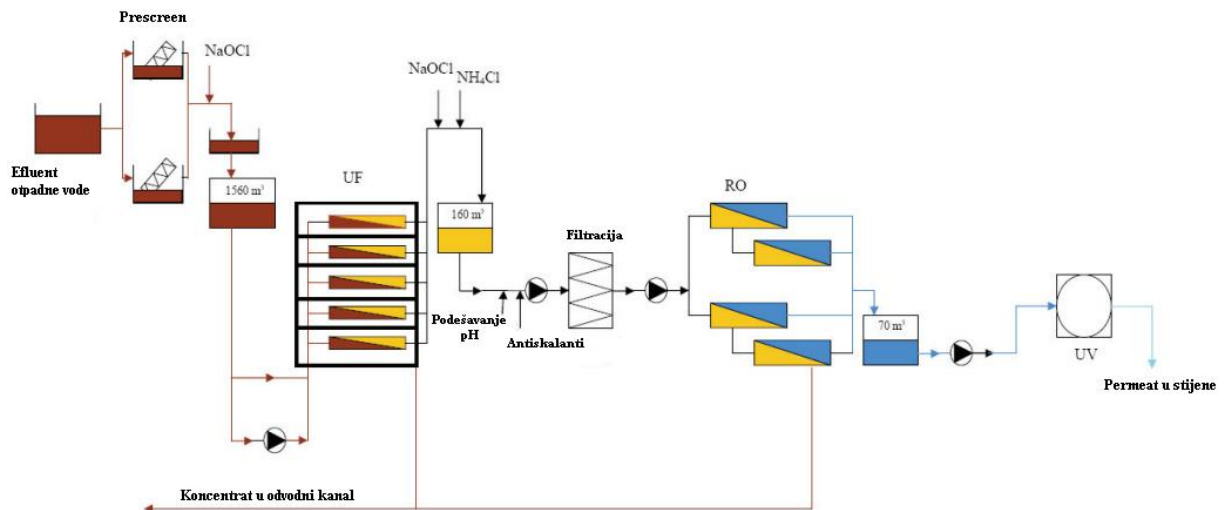 Prescreen
NaOCl
Efluent
otpadne vode
1560 m³
UF
NaOCl
NH₄Cl
160 m³
Podešavanje
pH
Antiskalanti
Filtracija
RO
70 m³
UV
Permeat u stijene
Koncentrat u odvodni kanal